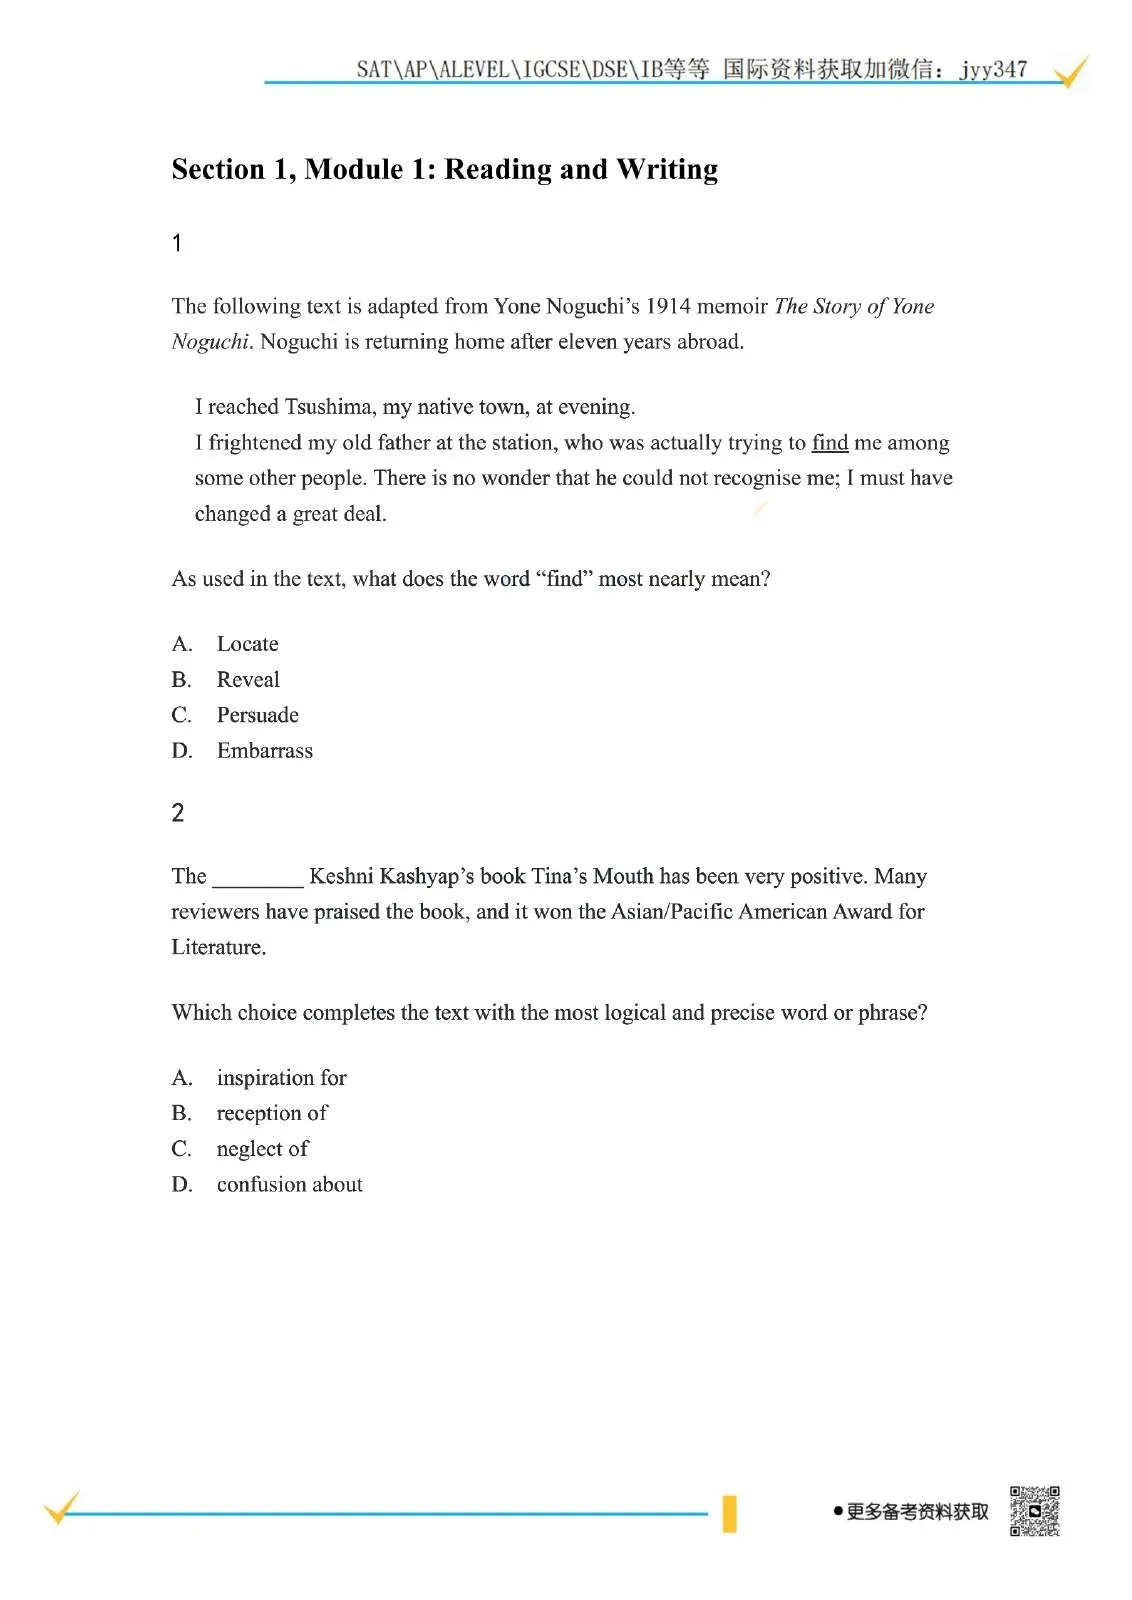 SAT\AP\ALEVEL\IGCSE\DSE\IB等等 国际资料获取加微信：jyy347
Section 1, Module 1: Reading and Writing
1
The following text is adapted from Yone Noguchi’s 1914 memoir The Story of Yone
Noguchi. Noguchi is returning home after eleven years abroad.
I reached Tsushima, my native town, at evening.
I frightened my old father at the station, who was actually trying to find me among
some other people. There is no wonder that he could not recognise me; I must have
changed a great deal.
As used in the text, what does the word “find” most nearly mean?
A. Locate
B. Reveal
C. Persuade
D. Embarrass
2
The ________ Keshni Kashyap’s book Tina’s Mouth has been very positive. Many
reviewers have praised the book, and it won the Asian/Pacific American Award for
Literature.
Which choice completes the text with the most logical and precise word or phrase?
A. inspiration for
B. reception of
C. neglect of
D. confusion about
●更多备考资料获取